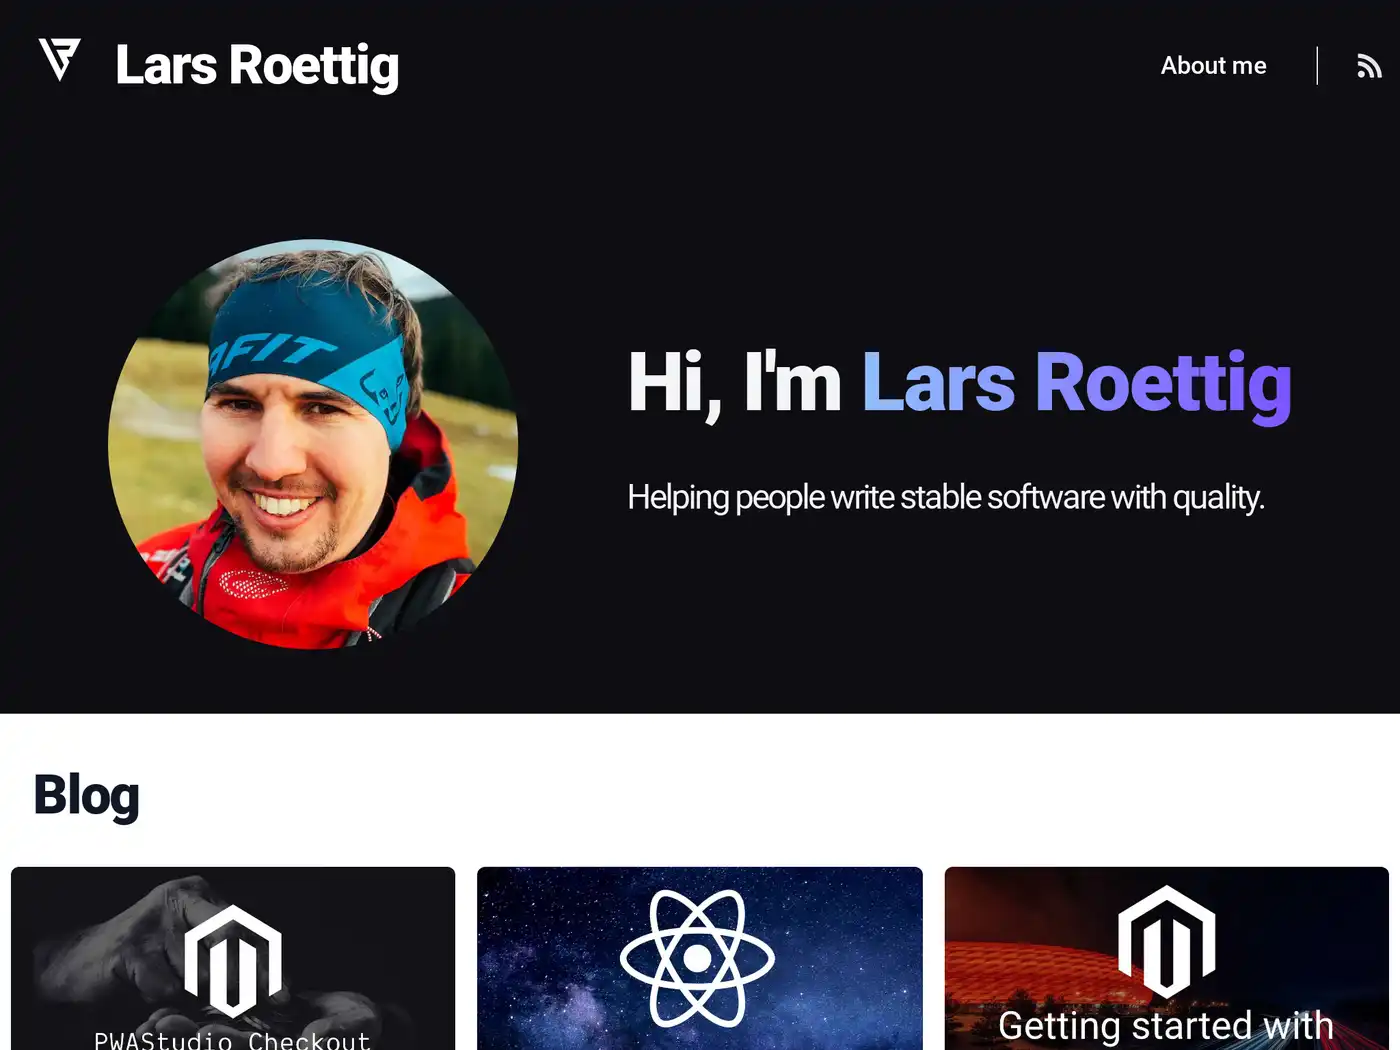 Lars Roettig
About me
AFIT
Hi, I'm Lars Roettig
Helping people write stable software with quality.
Blog
PWAStudio Checkout
Getting started with